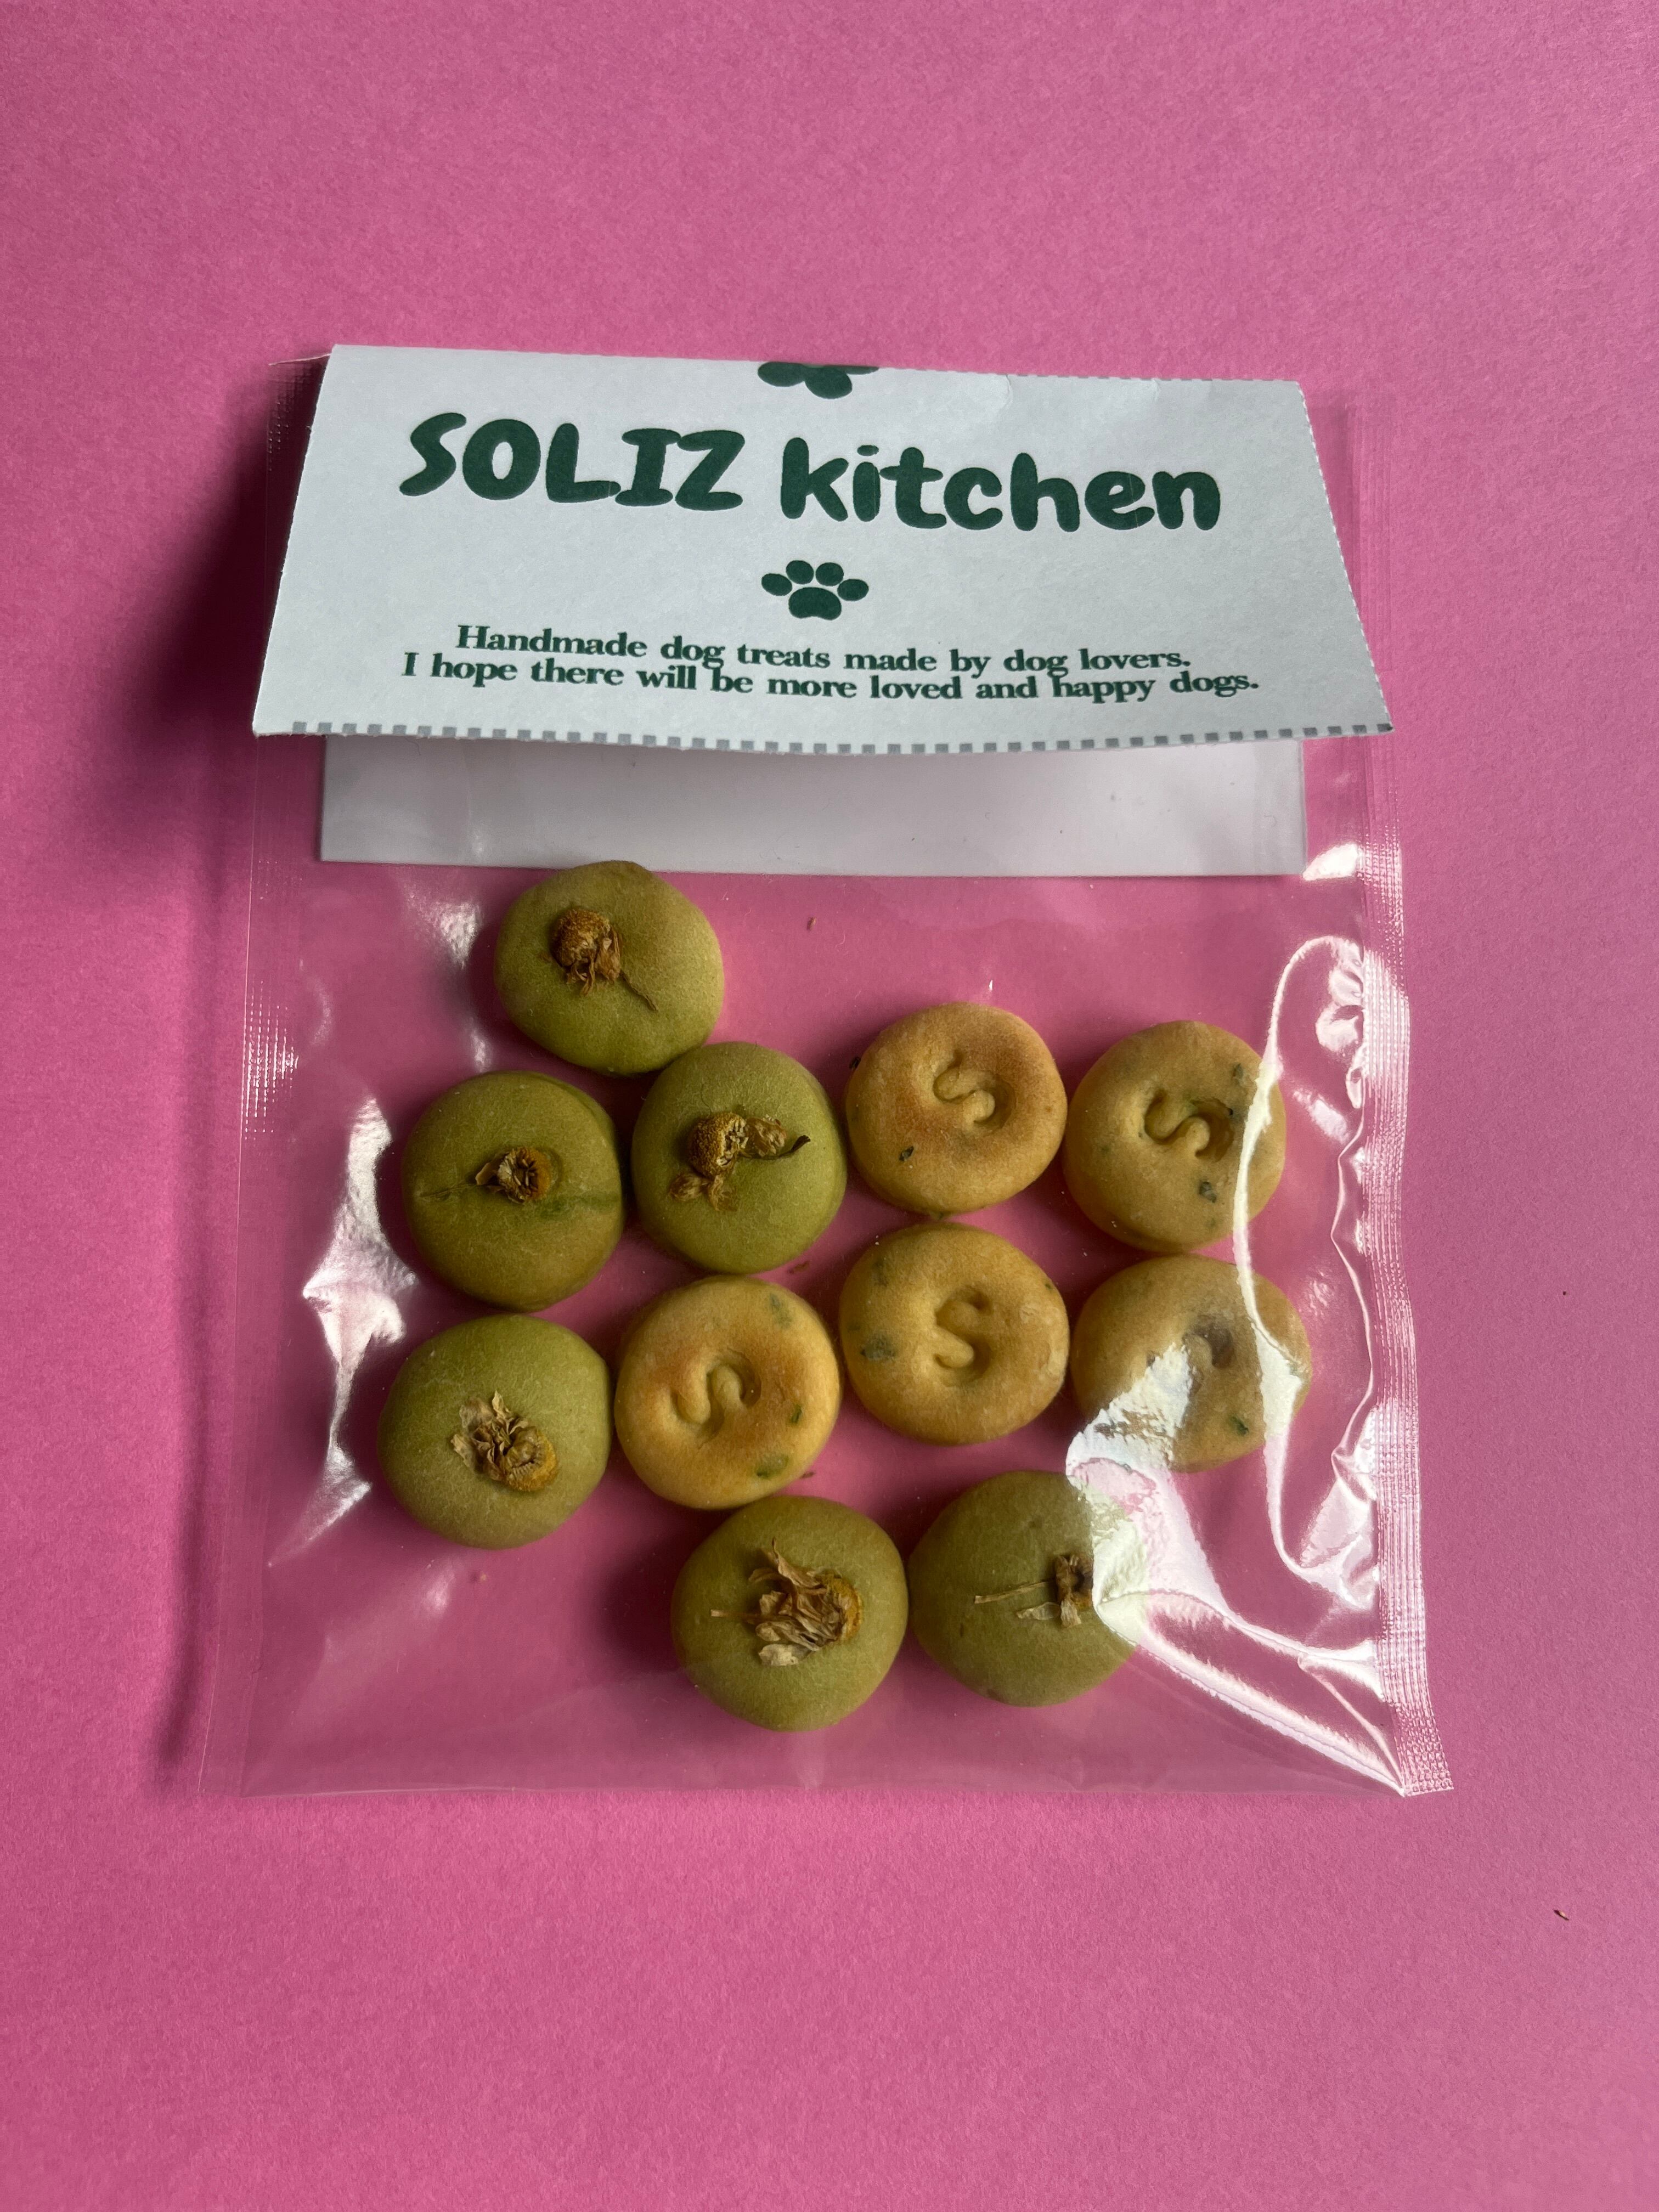 SOLIZ kitchen
Handmade dog treats made by dog lovers.
I hope there will be more loved and happy dogs.
S
S
S
S